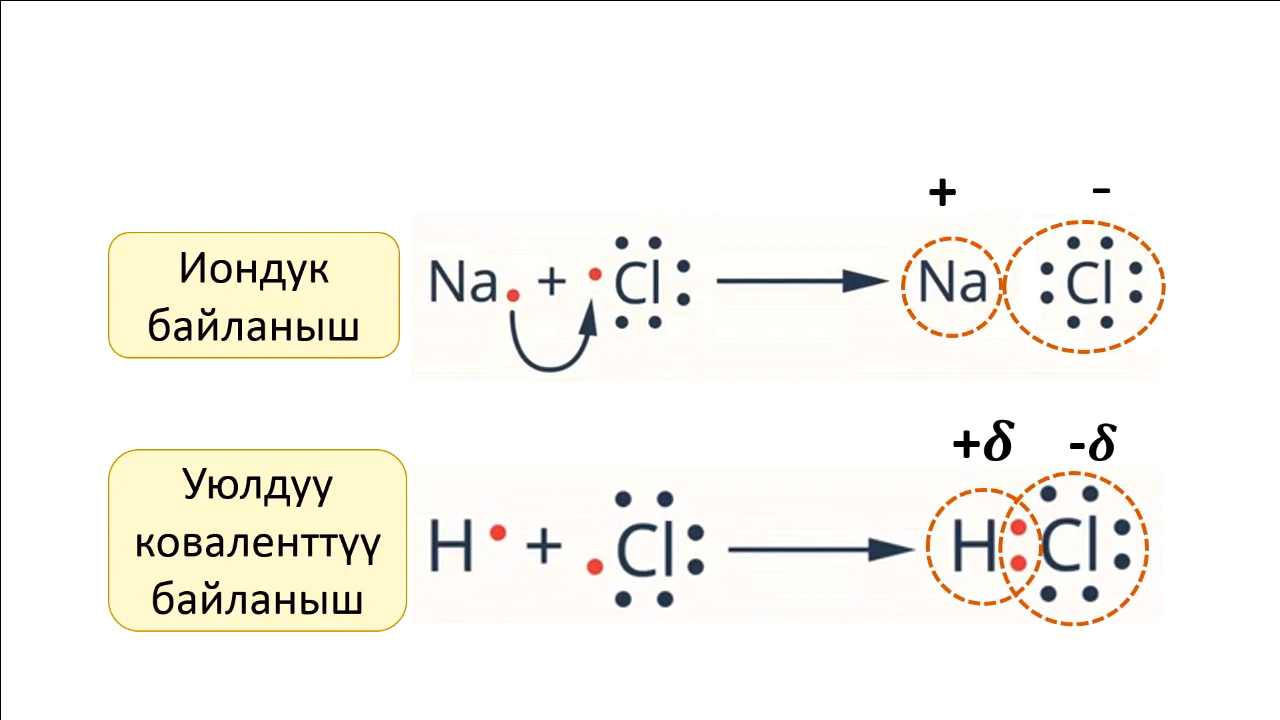 + -
Иондук
байланыш
Na + Cl Na Cl
+δ -δ
Уюлдуу
коваленттүү
байланыш
H + Cl H Cl